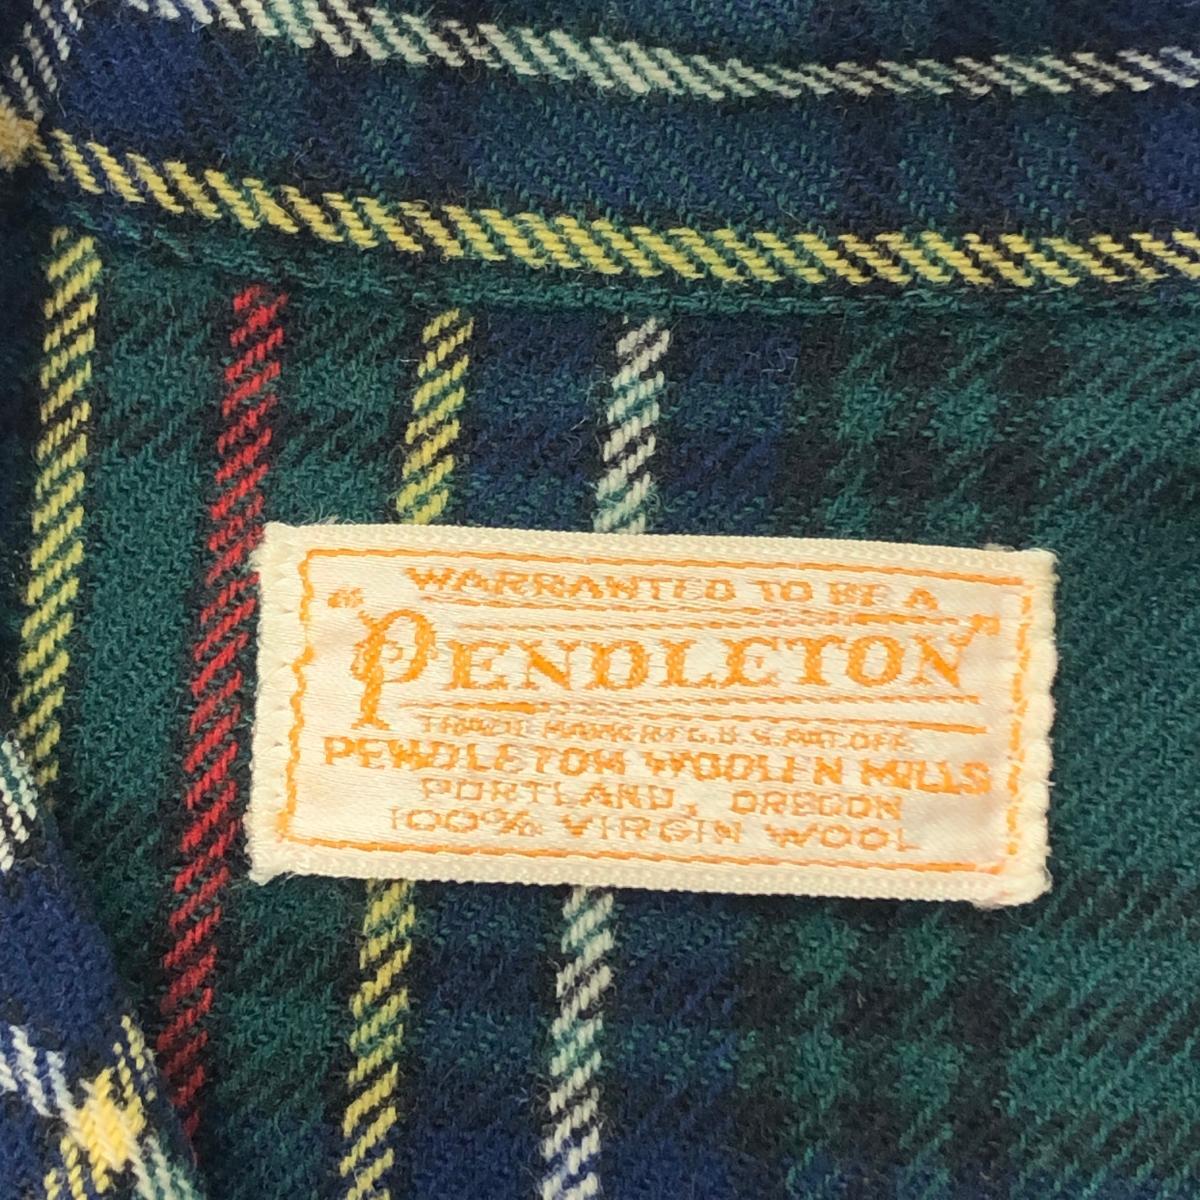 WARRANTED TO BE A
"PENDLETON"
TRADE MARK REG. U.S. PAT. OFF.
PENDLETON WOOLEN MILLS
PORTLAND, OREGON
100% VIRGIN WOOL